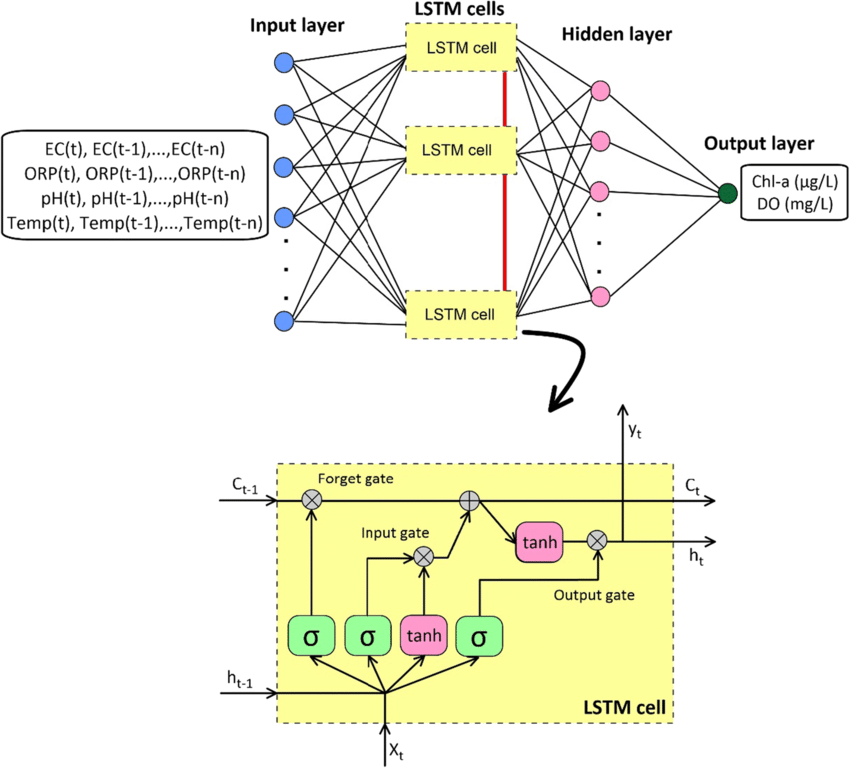 LSTM cells
Input layer
Hidden layer
LSTM cell
LSTM cell
LSTM cell
Output layer
EC(t), EC(t-1),...,EC(t-n)
ORP(t), ORP(t-1),...,ORP(t-n)
pH(t), pH(t-1),...,pH(t-n)
Temp(t), Temp(t-1),...,Temp(t-n)
Chl-a (µg/L)
DO (mg/L)
yt
Ct-1
Forget gate
Ct
Input gate
tanh
ht
Output gate
σ
σ
tanh
σ
ht-1
LSTM cell
Xt